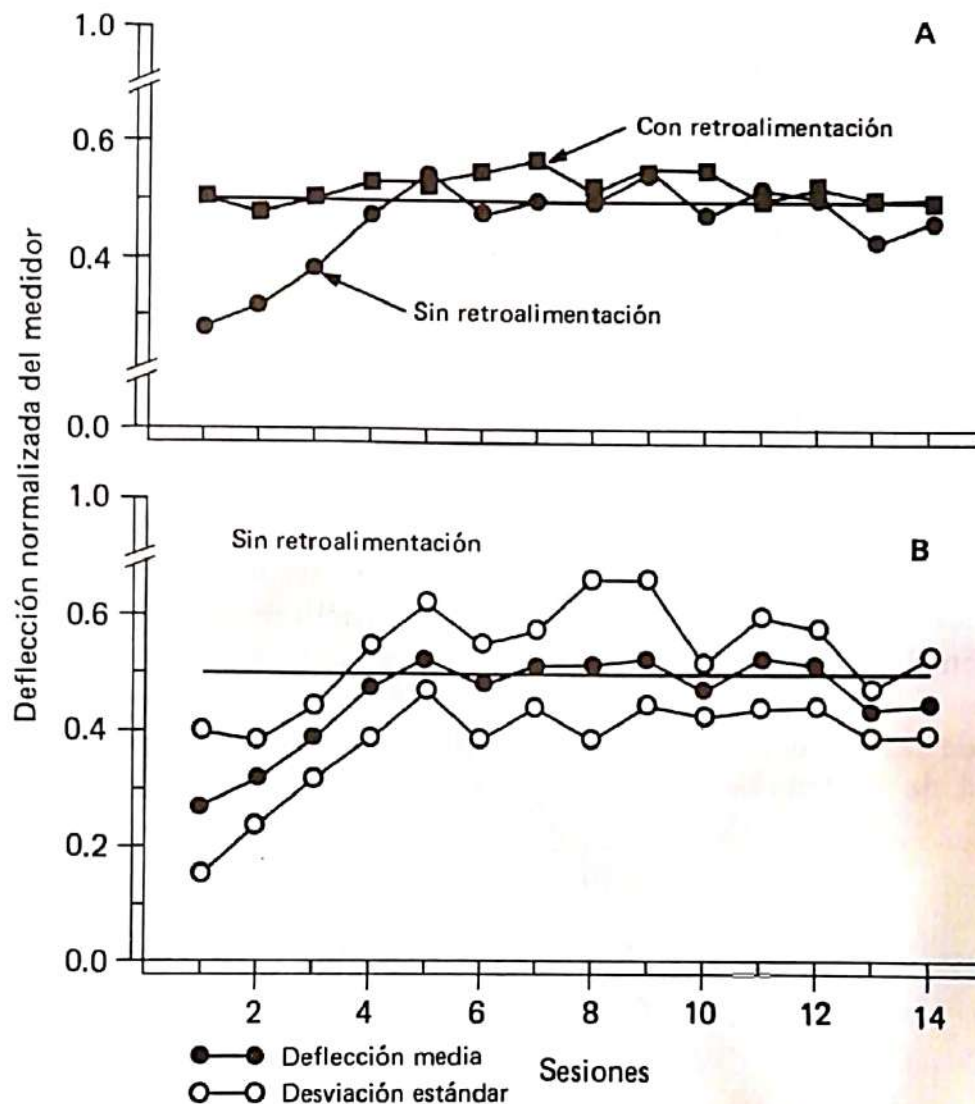 Deflección normalizada del medidor
1.0
A
0.6
Con retroalimentación
0.4
Sin retroalimentación
0.0
1.0
Sin retroalimentación
B
0.6
0.4
0.2
0.0
2 4 6 8 10 12 14
Deflección media
Sesiones
Desviación estándar